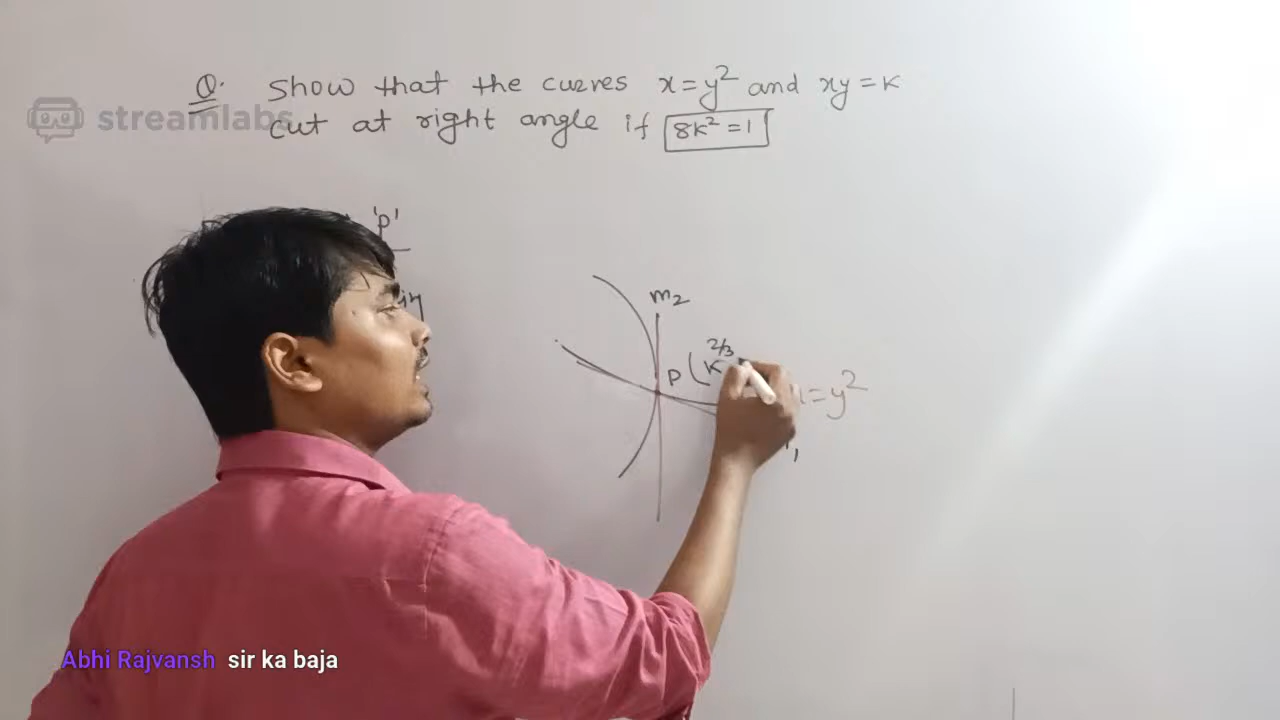 Q. Show that the curves x=y² and xy=k
streamlabs
cut at right angle if 8k²=1
'P'
m₂
P (k^2/3
x=y²
Abhi Rajvansh sir ka baja